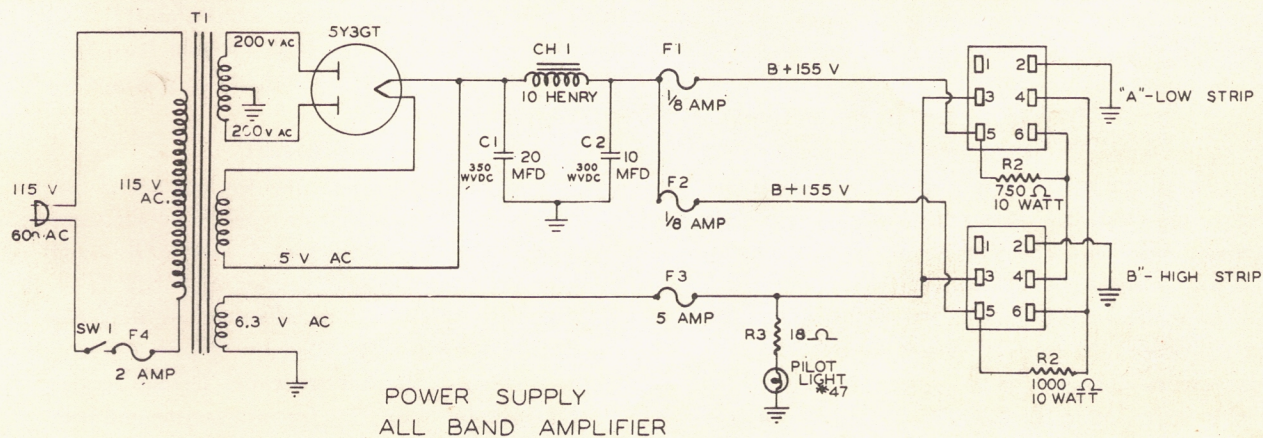 T1
200 V AC
200 V AC
5Y3GT
115 V
60~ AC
115 V
AC.
SW 1
F4
2 AMP
5 V AC
6.3 V AC
CH 1
10 HENRY
C1
350
WVDC
20
MFD
C2
300
WVDC
10
MFD
F1
1/8 AMP
B+155 V
F2
1/8 AMP
B+155 V
F3
5 AMP
R3
18Ω
PILOT
LIGHT
*47
1
2
3
4
5
6
"A"-LOW STRIP
R2
750 Ω
10 WATT
1
2
3
4
5
6
B"- HIGH STRIP
R2
1000 Ω
10 WATT
POWER SUPPLY
ALL BAND AMPLIFIER